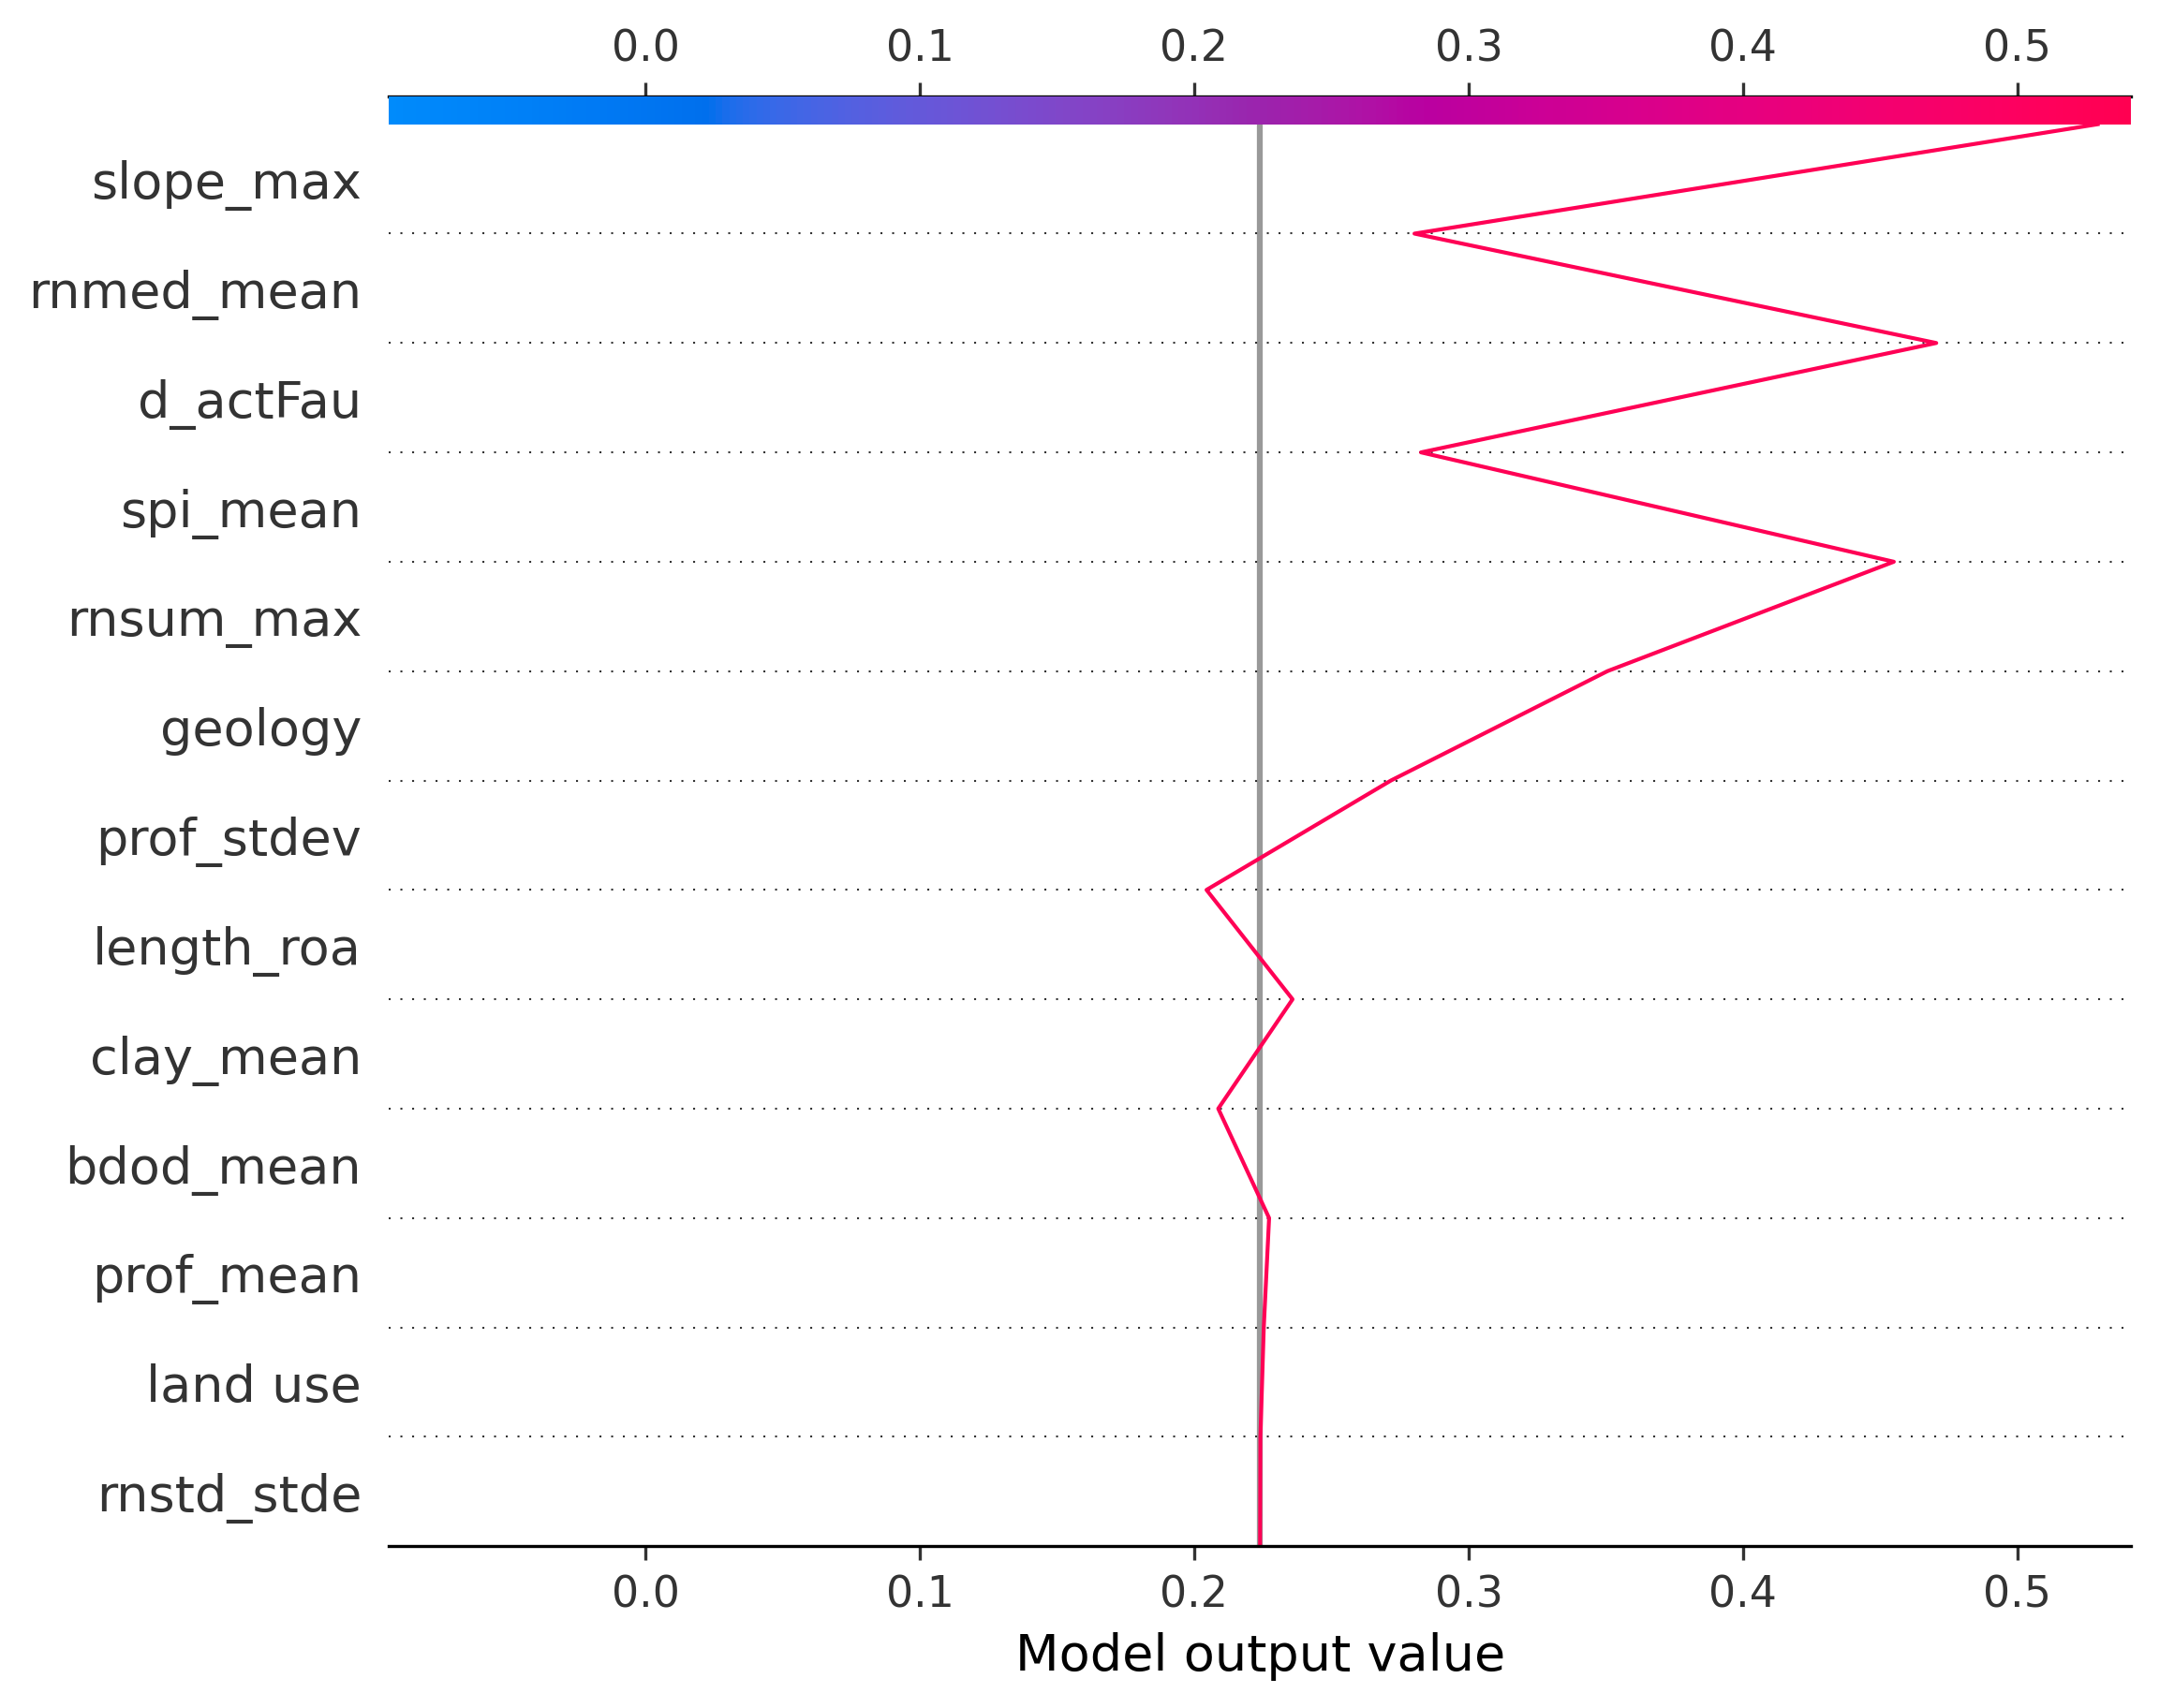 0.0 0.1 0.2 0.3 0.4 0.5
slope_max
rnmed_mean
d_actFau
spi_mean
rnsum_max
geology
prof_stdev
length_roa
clay_mean
bdod_mean
prof_mean
land use
rnstd_stde
0.0 0.1 0.2 0.3 0.4 0.5
Model output value